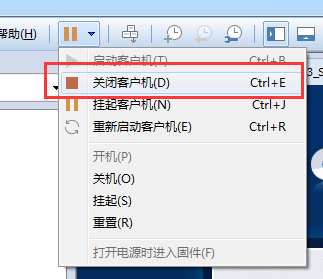 帮助(H)
启动客户机(T) Ctrl+B
3_S
关闭客户机(D) Ctrl+E
挂起客户机(N) Ctrl+J
重新启动客户机(E) Ctrl+R
开机(P)
关机(O)
挂起(S)
重置(R)
打开电源时进入固件(F)